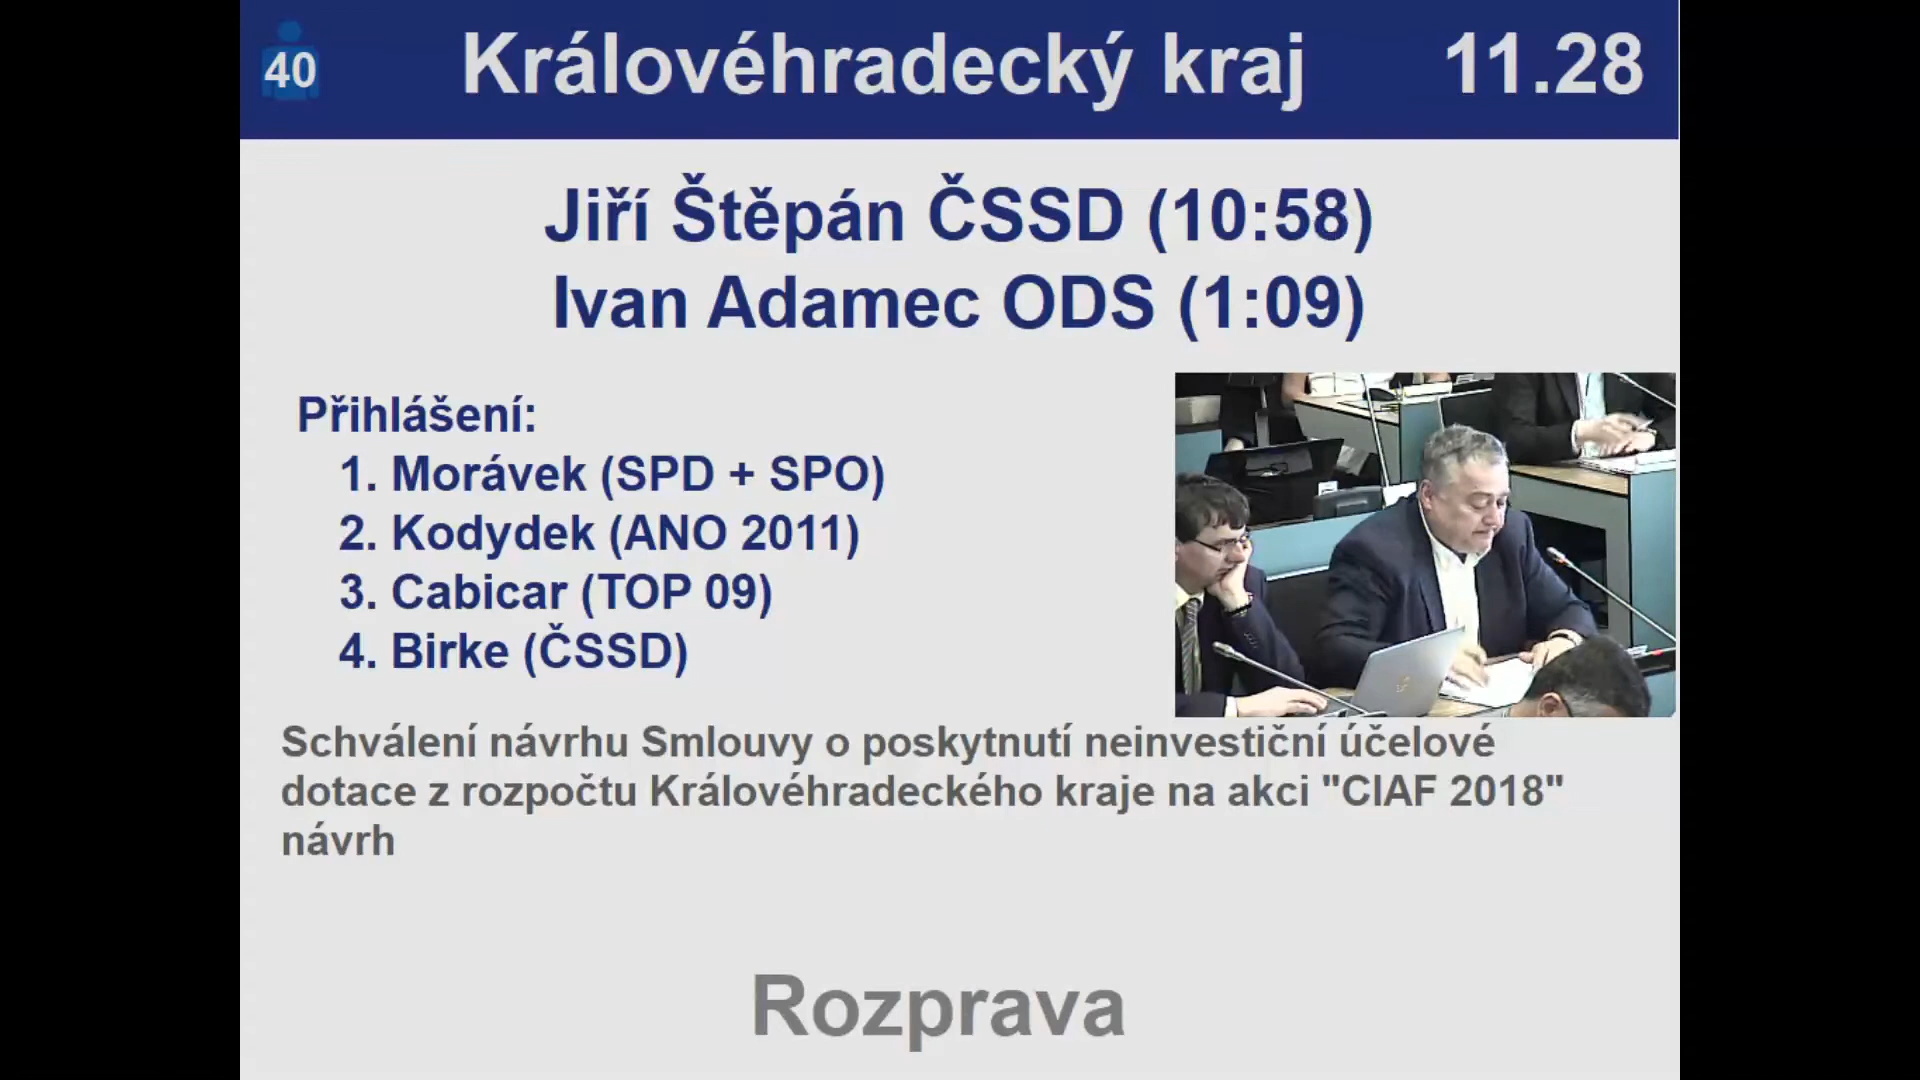 40
Královéhradecký kraj
11.28
Jiří Štěpán ČSSD (10:58)
Ivan Adamec ODS (1:09)
Přihlášení:
1. Morávek (SPD + SPO)
2. Kodydek (ANO 2011)
3. Cabicar (TOP 09)
4. Birke (ČSSD)
Schválení návrhu Smlouvy o poskytnutí neinvestiční účelové
dotace z rozpočtu Královéhradeckého kraje na akci "CIAF 2018"
návrh
Rozprava